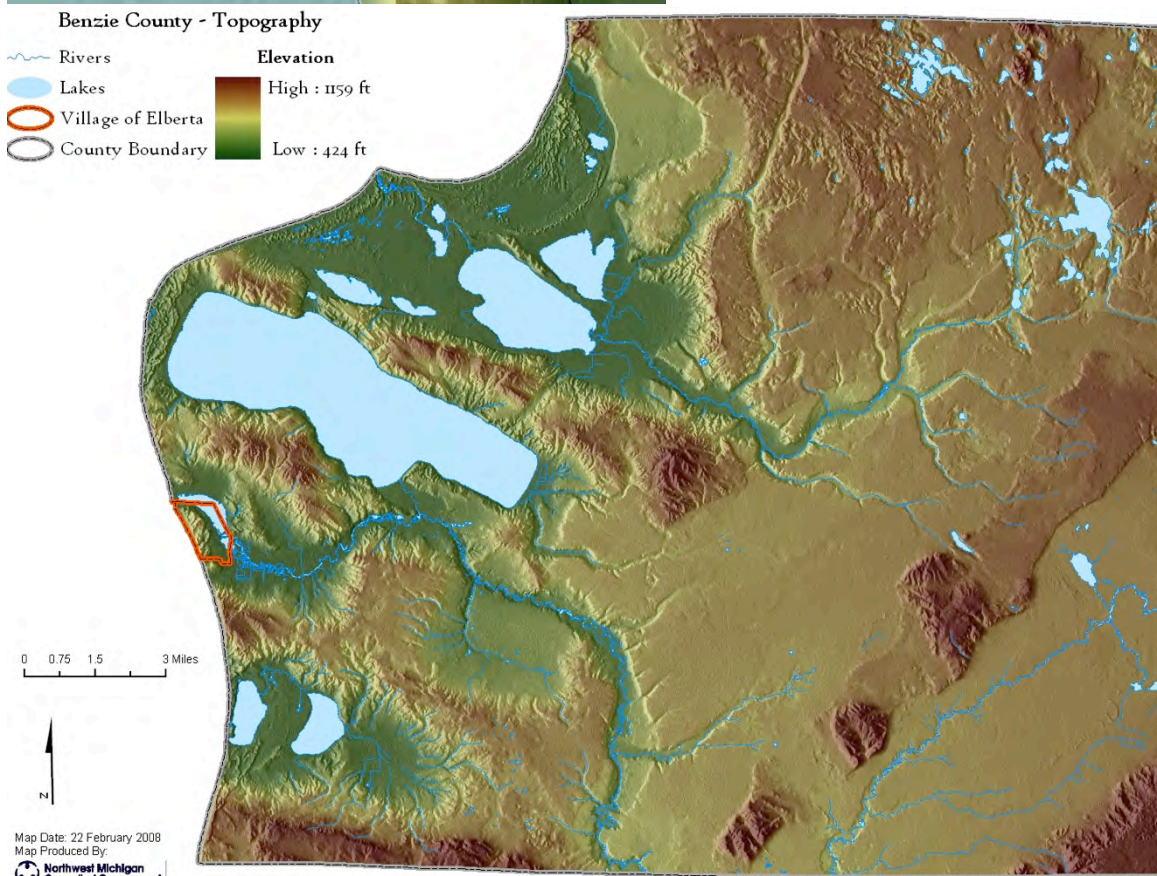 Benzie County - Topography
Rivers
Lakes
Village of Elberta
County Boundary
Elevation
High : 1159 ft
Low : 424 ft
0 0.75 1.5 3 Miles
N
Map Date: 22 February 2008
Map Produced By:
Northwest Michigan